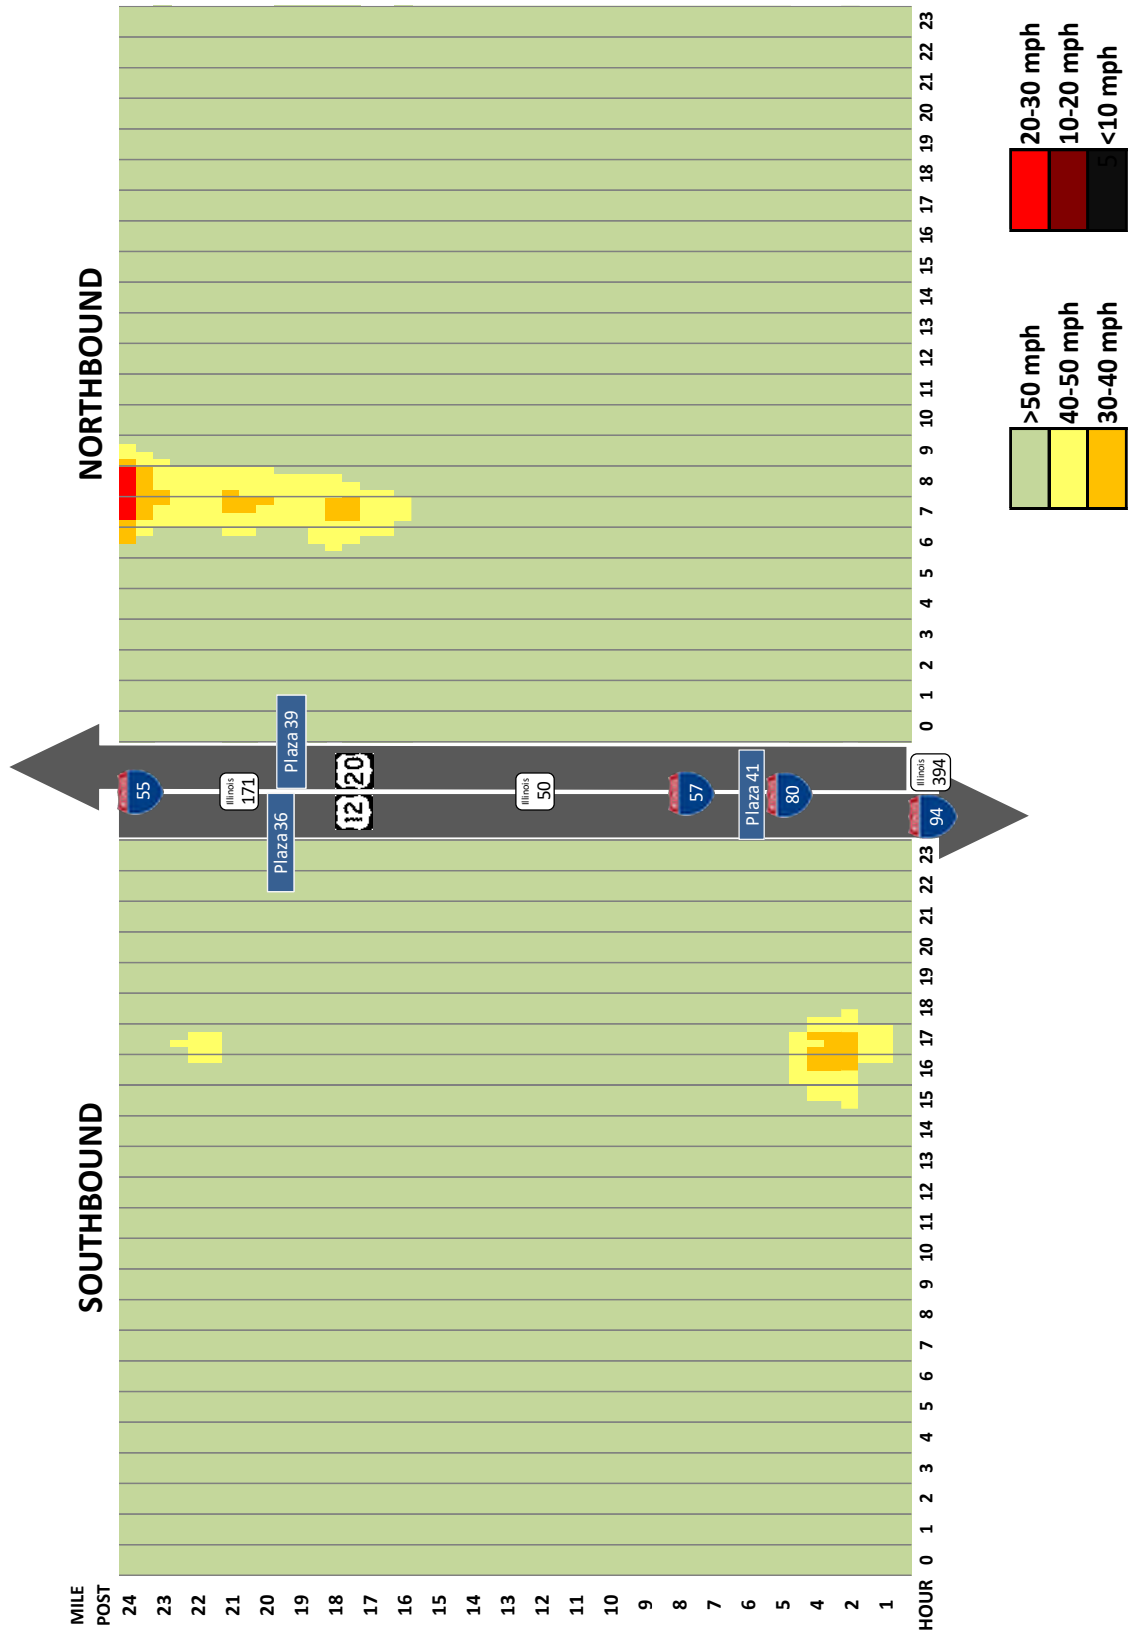 SOUTHBOUND
NORTHBOUND
MILE
POST
24
23
22
21
20
19
18
17
16
15
14
13
12
11
10
9
8
7
6
5
4
3
2
1
55
Illinois
171
Plaza 36
Plaza 39
12
20
Illinois
50
57
Plaza 41
80
94
Illinois
394
HOUR 0 1 2 3 4 5 6 7 8 9 10 11 12 13 14 15 16 17 18 19 20 21 22 23
0 1 2 3 4 5 6 7 8 9 10 11 12 13 14 15 16 17 18 19 20 21 22 23
>50 mph
40-50 mph
30-40 mph
20-30 mph
10-20 mph
<10 mph
5